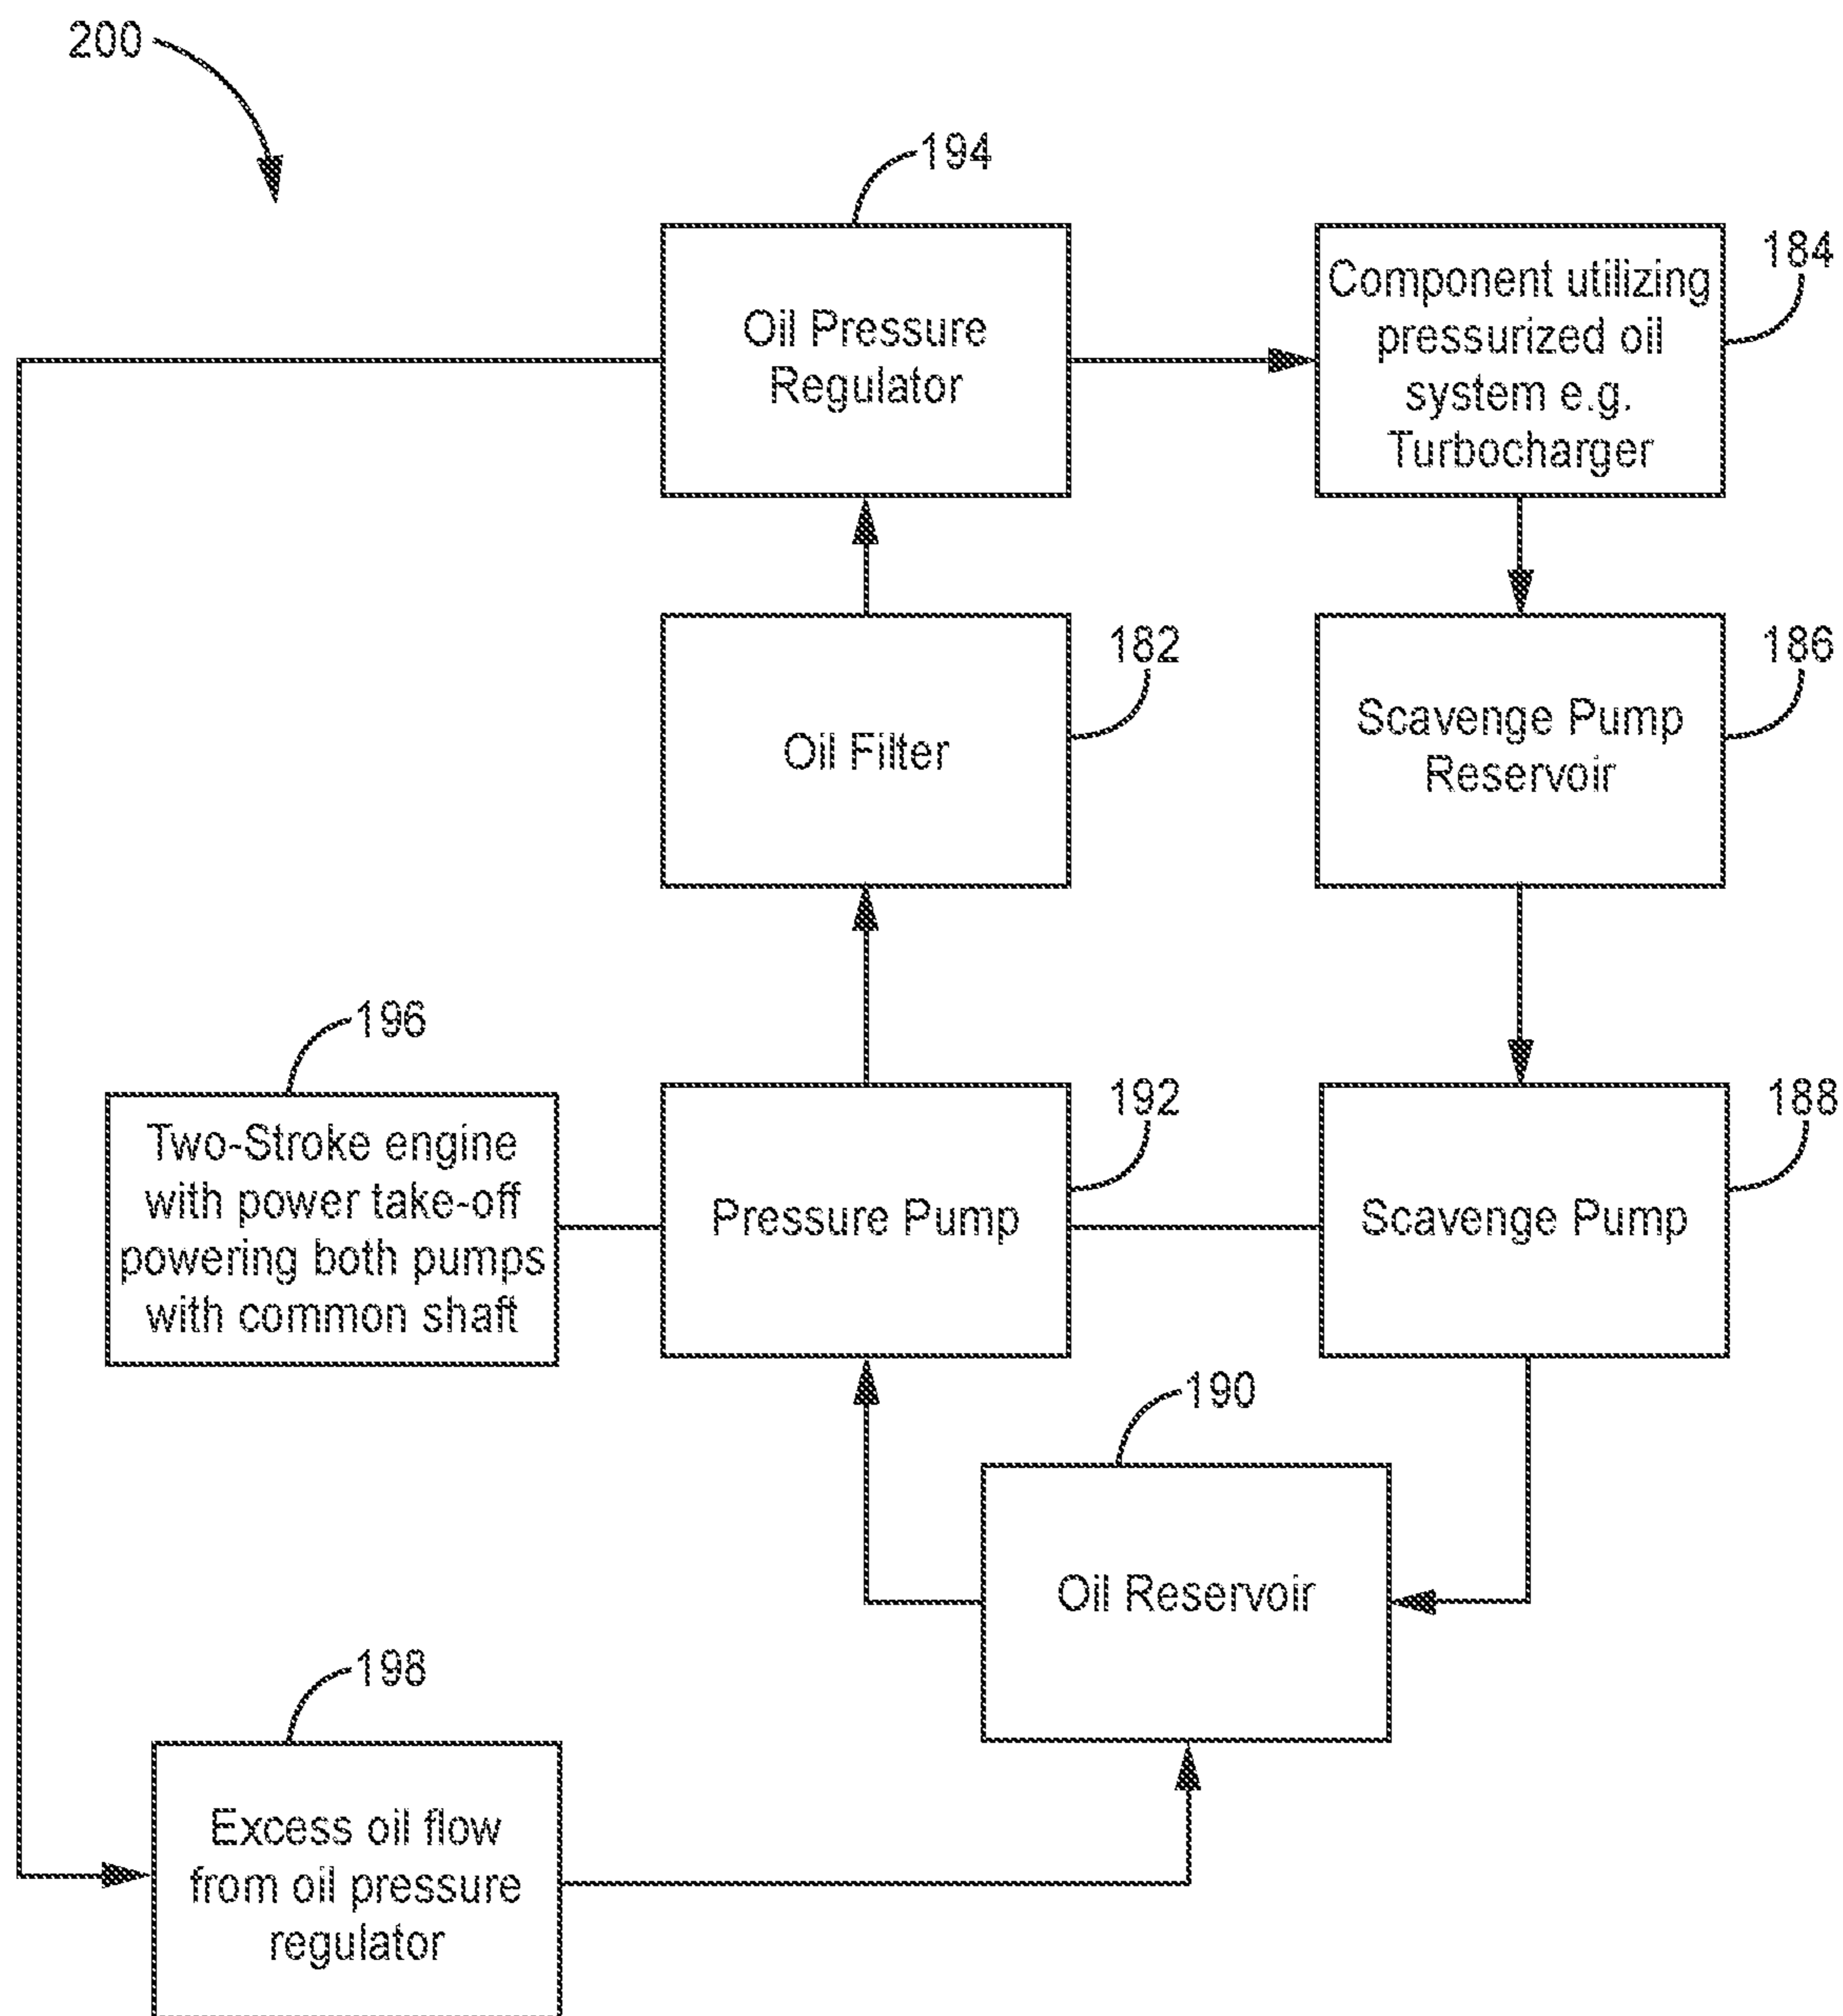 200
194
Oil Pressure
Regulator
184
Component utilizing
pressurized oil
system e.g.
Turbocharger
182
Oil Filter
186
Scavenge Pump
Reservoir
196
Two-Stroke engine
with power take-off
powering both pumps
with common shaft
192
Pressure Pump
188
Scavenge Pump
190
Oil Reservoir
198
Excess oil flow
from oil pressure
regulator